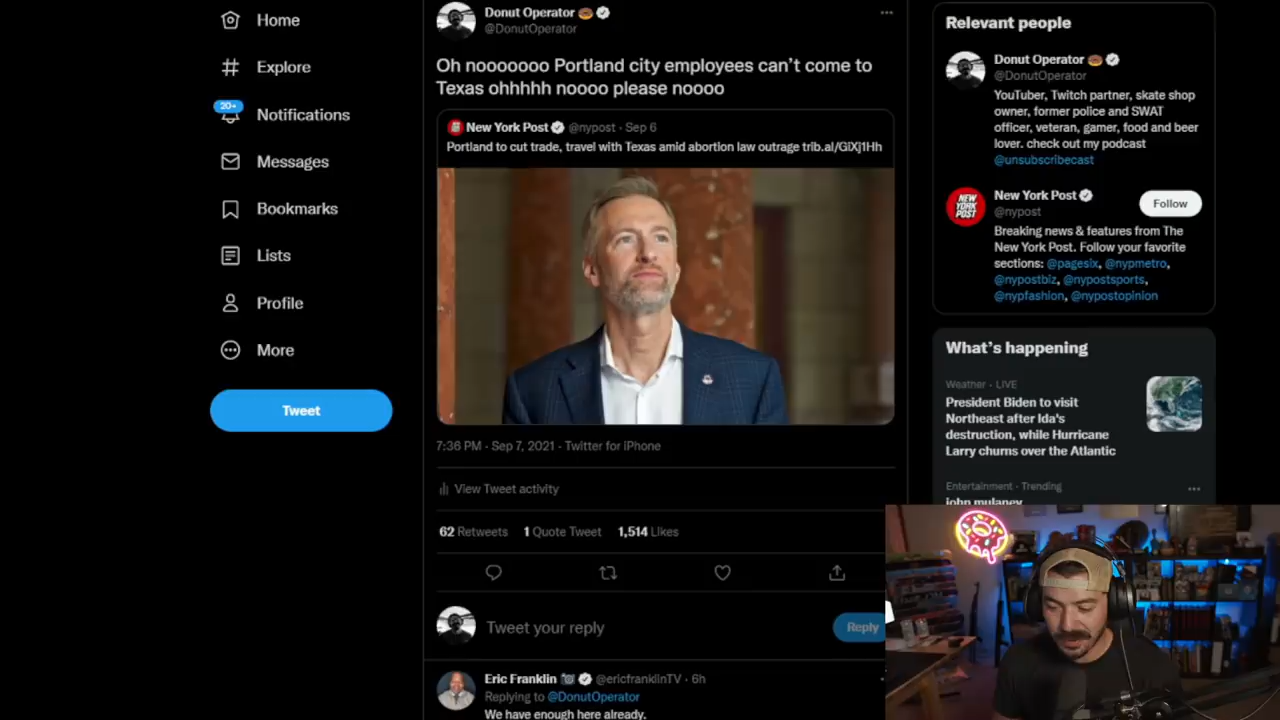 Home
Explore
20+
Notifications
Messages
Bookmarks
Lists
Profile
More
Tweet
Donut Operator
@DonutOperator
Oh nooooooo Portland city employees can't come to
Texas ohhhhh noooo please noooo
New York Post @nypost · Sep 6
Portland to cut trade, travel with Texas amid abortion law outrage trib.al/GiXj1Hh
7:36 PM · Sep 7, 2021 · Twitter for iPhone
View Tweet activity
62 Retweets 1 Quote Tweet 1,514 Likes
Tweet your reply
Reply
Eric Franklin @ericfranklinTV · 6h
Replying to @DonutOperator
We have enough here already.
Relevant people
Donut Operator
@DonutOperator
YouTuber, Twitch partner, skate shop
owner, former police and SWAT
officer, veteran, gamer, food and beer
lover. check out my podcast
@unsubscribecast
NEW
YORK
POST
New York Post
@nypost
Follow
Breaking news & features from The
New York Post. Follow your favorite
sections: @pagesix, @nypmetro,
@nypostbiz, @nypostsports,
@nypfashion, @nypostopinion
What's happening
Weather · LIVE
President Biden to visit
Northeast after Ida's
destruction, while Hurricane
Larry churns over the Atlantic
Entertainment · Trending
john mulaney